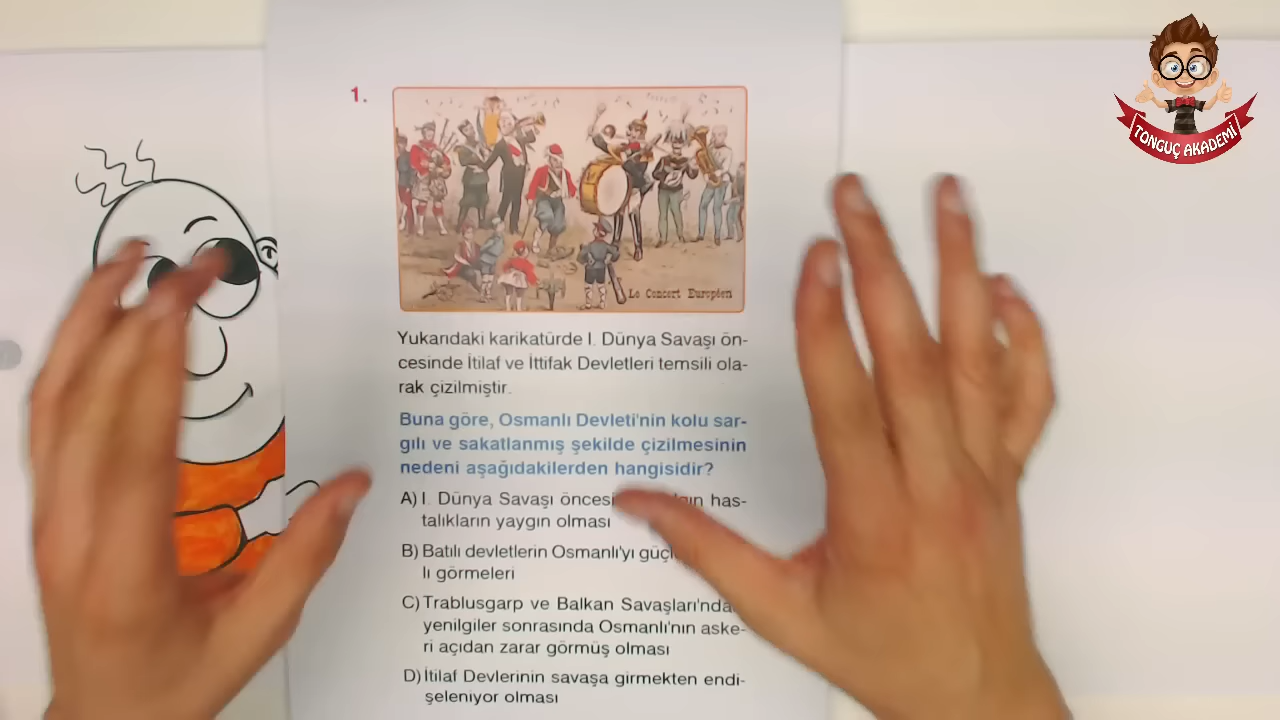 TONGUÇ AKADEMİ
1.
Le Concert Européen
Yukarıdaki karikatürde I. Dünya Savaşı ön-
cesinde İtilaf ve İttifak Devletleri temsili ola-
rak çizilmiştir.
Buna göre, Osmanlı Devleti'nin kolu sar-
gılı ve sakatlanmış şekilde çizilmesinin
nedeni aşağıdakilerden hangisidir?
A) I. Dünya Savaşı has-
talıkların yaygın olması
B) Batılı devletlerin Osmanlı'yı
lı görmeleri
C) Trablusgarp ve Balkan Savaşları'nda
yenilgiler sonrasında Osmanlı'nın aske-
ri açıdan zarar görmüş olması
D) İtilaf Devlerinin savaşa girmekten endi-
şeleniyor olması